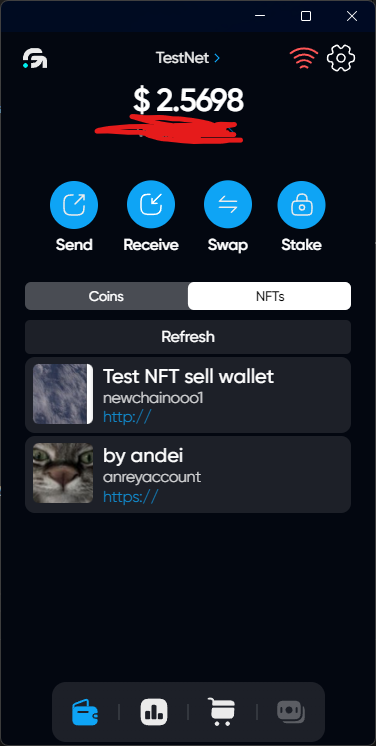 TestNet >
$ 2.5698
Send
Receive
Swap
Stake
Coins
NFTs
Refresh
Test NFT sell wallet
newchainooo1
http://
by andei
anreyaccount
https://